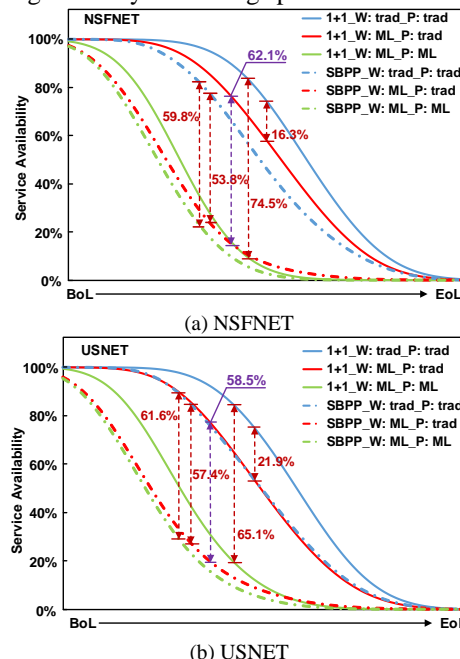 NSFNET
1+1_W: trad_P: trad
1+1_W: ML_P: trad
1+1_W: ML_P: ML
SBPP_W: trad_P: trad
SBPP_W: ML_P: trad
SBPP_W: ML_P: ML
Service Availability
100%
80%
60%
40%
20%
0%
62.1%
59.8%
16.3%
53.8%
74.5%
BoL
EoL
(a) NSFNET
USNET
1+1_W: trad_P: trad
1+1_W: ML_P: trad
1+1_W: ML_P: ML
SBPP_W: trad_P: trad
SBPP_W: ML_P: trad
SBPP_W: ML_P: ML
Service Availability
100%
80%
60%
40%
20%
0%
58.5%
61.6%
21.9%
57.4%
65.1%
BoL
EoL
(b) USNET